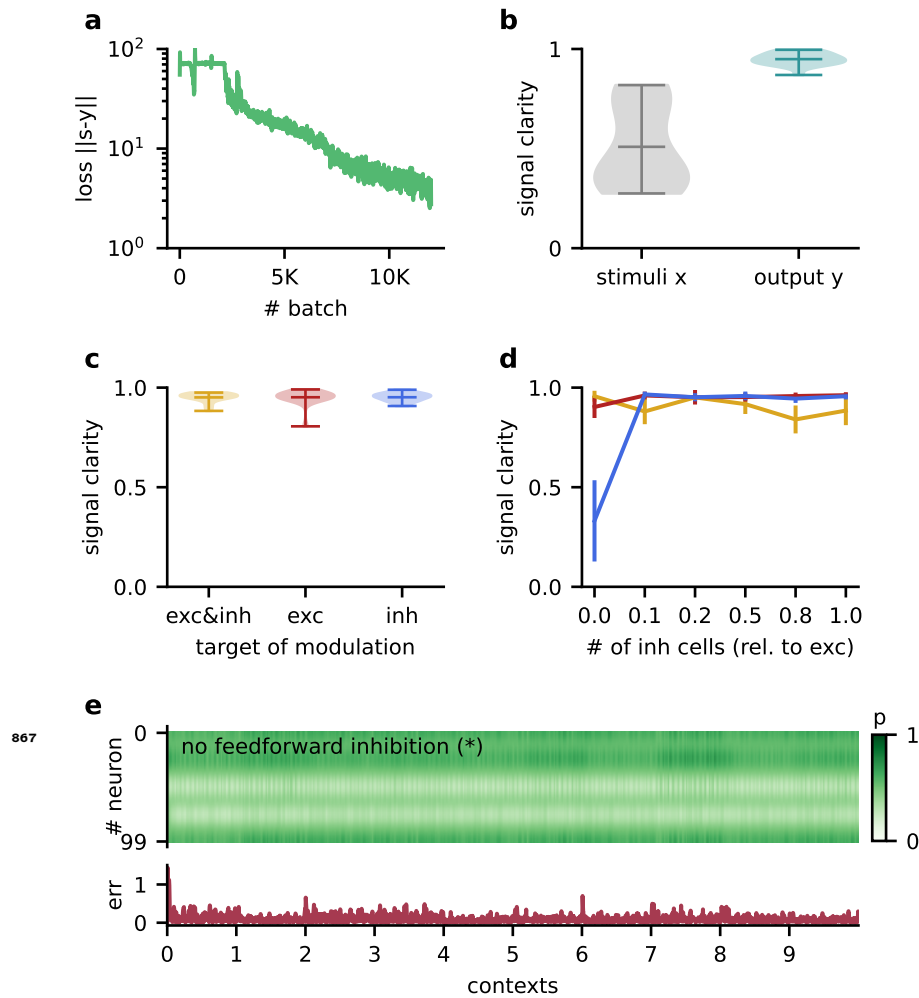 a
10²
10¹
10⁰
loss ||s-y||
0 5K 10K
# batch
b
1
0
signal clarity
stimuli x output y
c
1.0
0.5
0.0
signal clarity
exc&inh exc inh
target of modulation
d
1.0
0.5
0.0
signal clarity
0.0 0.1 0.2 0.5 0.8 1.0
# of inh cells (rel. to exc)
e
867
0
99
# neuron
no feedforward inhibition (*)
p
1
0
1
0
err
0 1 2 3 4 5 6 7 8 9
contexts